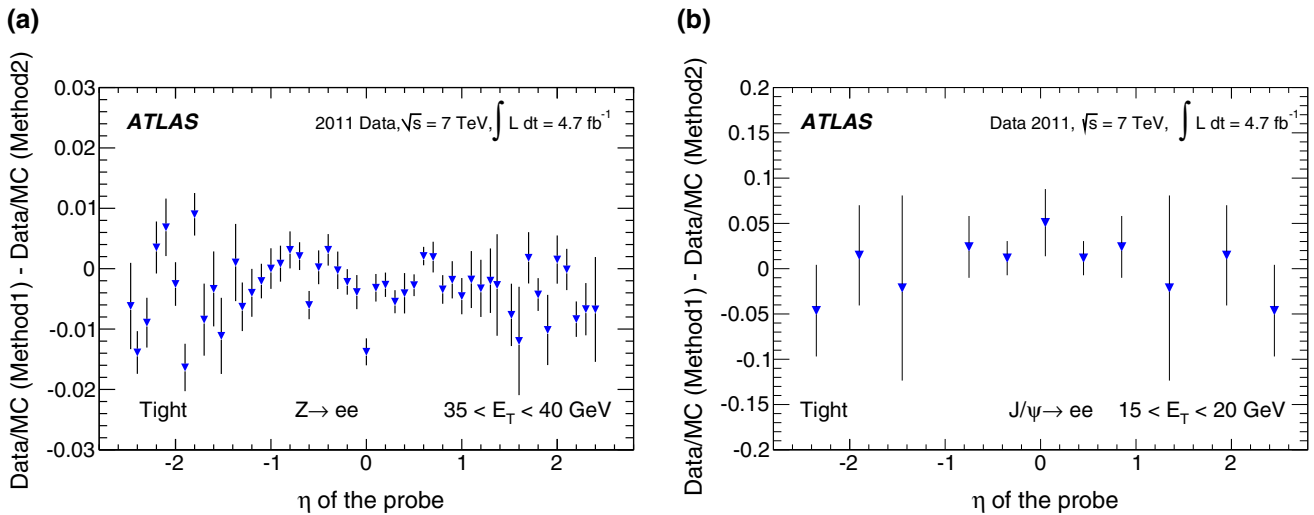 (a)
Data/MC (Method1) - Data/MC (Method2)
0.03
0.02
0.01
0
-0.01
-0.02
-0.03
ATLAS
2011 Data, √s = 7 TeV, ∫ L dt = 4.7 fb⁻¹
Tight
Z→ ee
35 < E_T < 40 GeV
-2 -1 0 1 2
η of the probe
(b)
Data/MC (Method1) - Data/MC (Method2)
0.2
0.15
0.1
0.05
0
-0.05
-0.1
-0.15
-0.2
ATLAS
Data 2011, √s = 7 TeV, ∫ L dt = 4.7 fb⁻¹
Tight
J/ψ→ ee
15 < E_T < 20 GeV
-2 -1 0 1 2
η of the probe